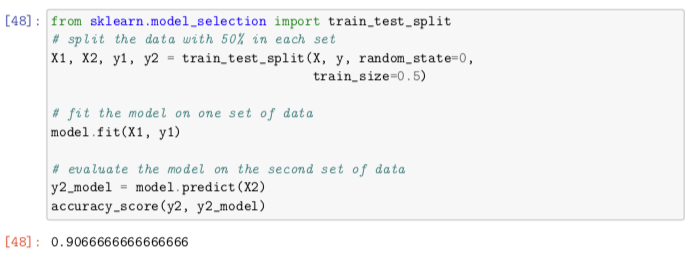 [48]: from sklearn.model_selection import train_test_split
# split the data with 50% in each set
X1, X2, y1, y2 = train_test_split(X, y, random_state=0,
train_size=0.5)
# fit the model on one set of data
model.fit(X1, y1)
# evaluate the model on the second set of data
y2_model = model.predict(X2)
accuracy_score(y2, y2_model)
[48]: 0.9066666666666666